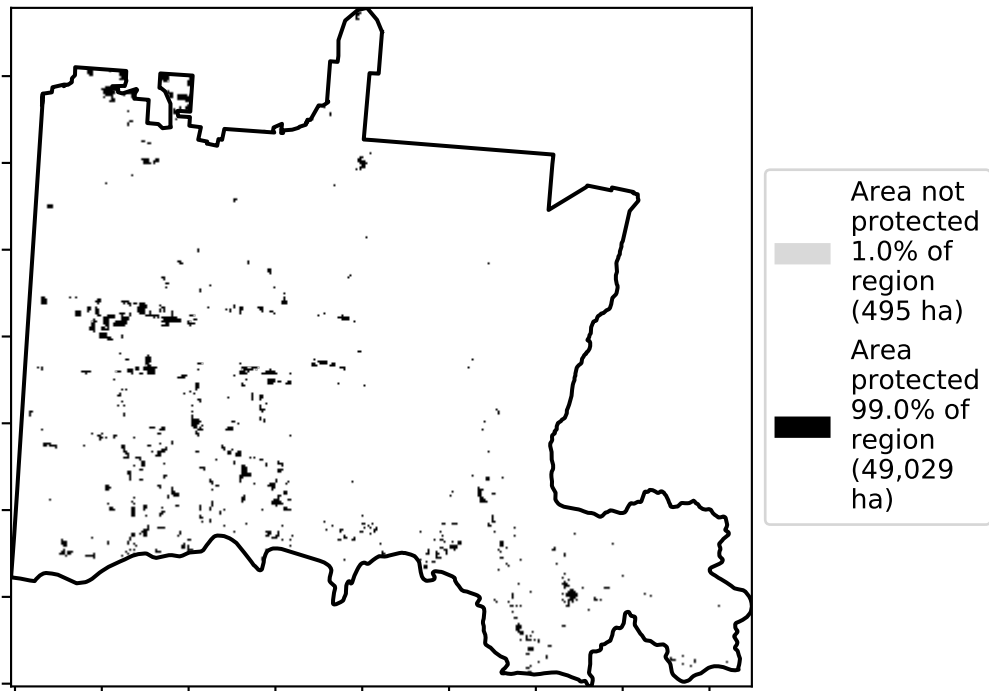 Area not
protected
1.0% of
region
(495 ha)
Area
protected
99.0% of
region
(49,029
ha)